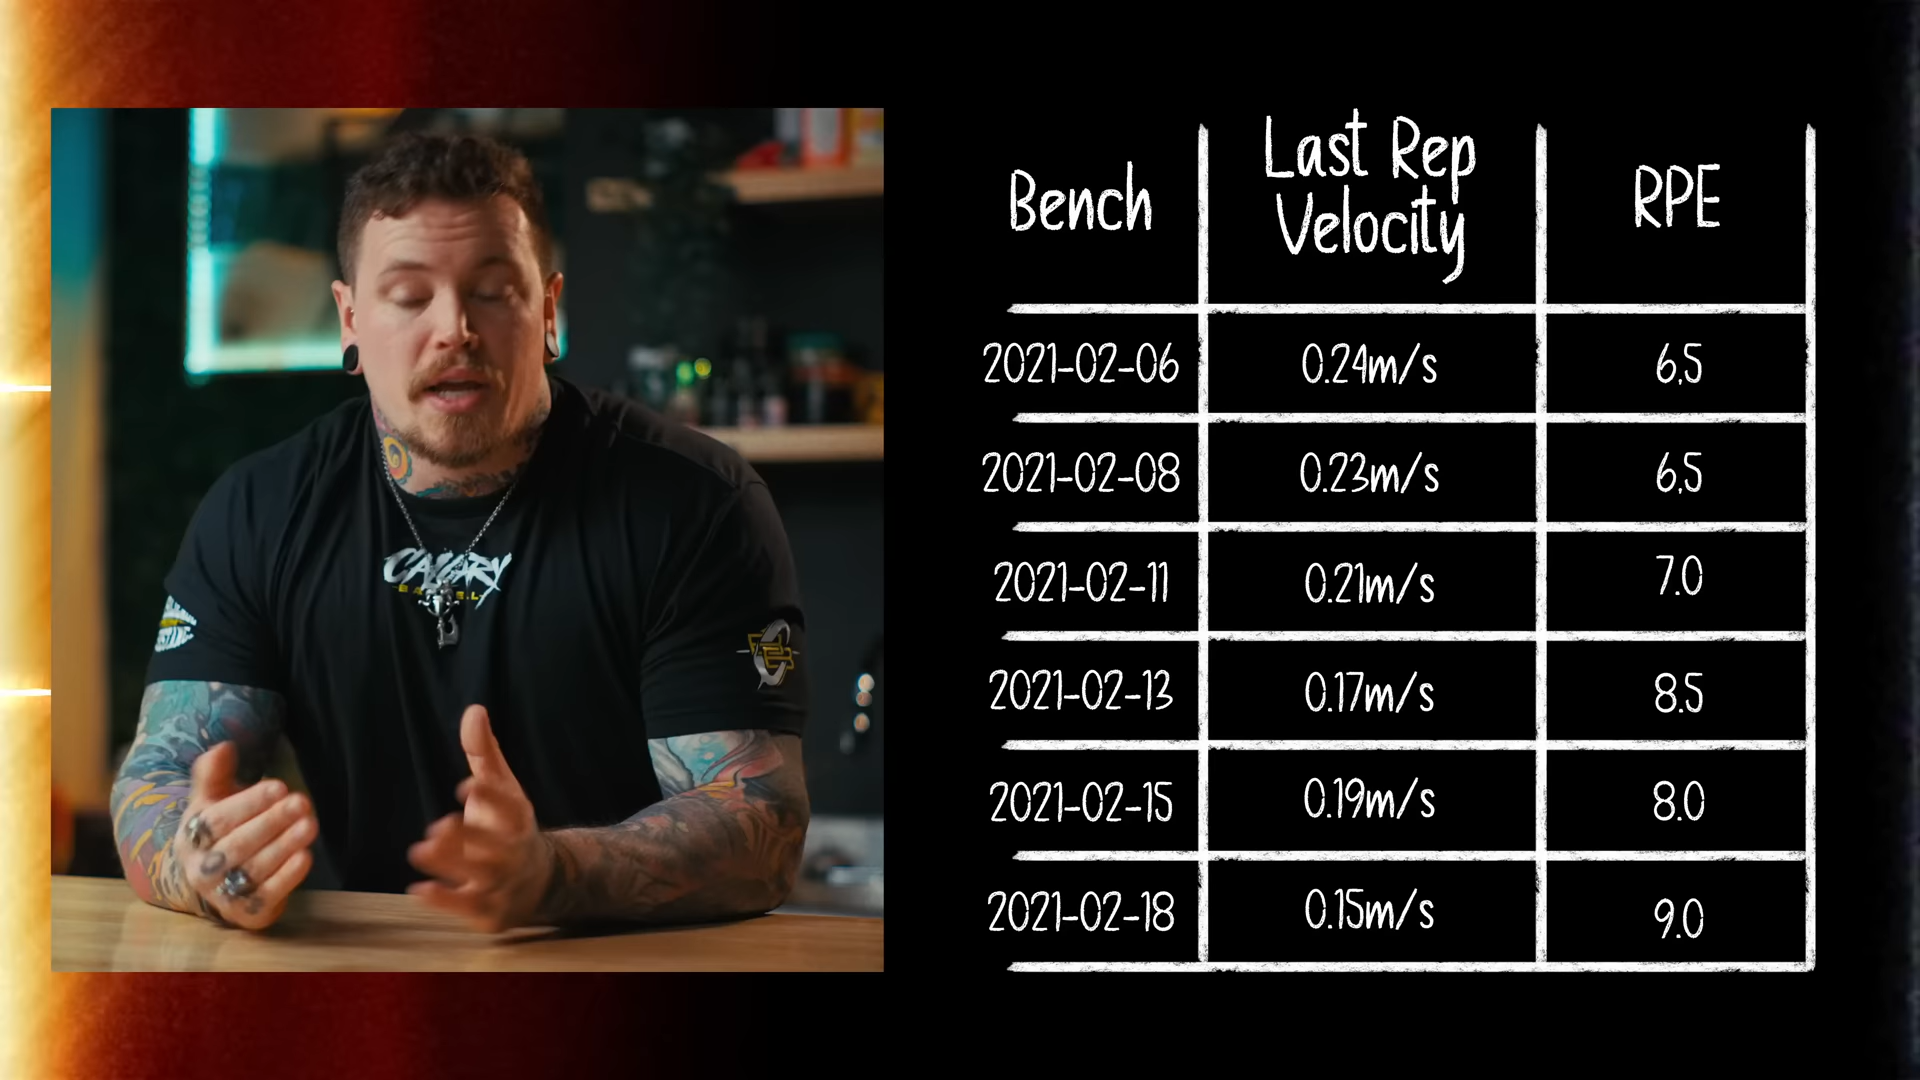 Bench
Last Rep
Velocity
RPE
2021-02-06
0.24m/s
6,5
2021-02-08
0.23m/s
6,5
2021-02-11
0.21m/s
7.0
2021-02-13
0.17m/s
8.5
2021-02-15
0.19m/s
8.0
2021-02-18
0.15m/s
9.0